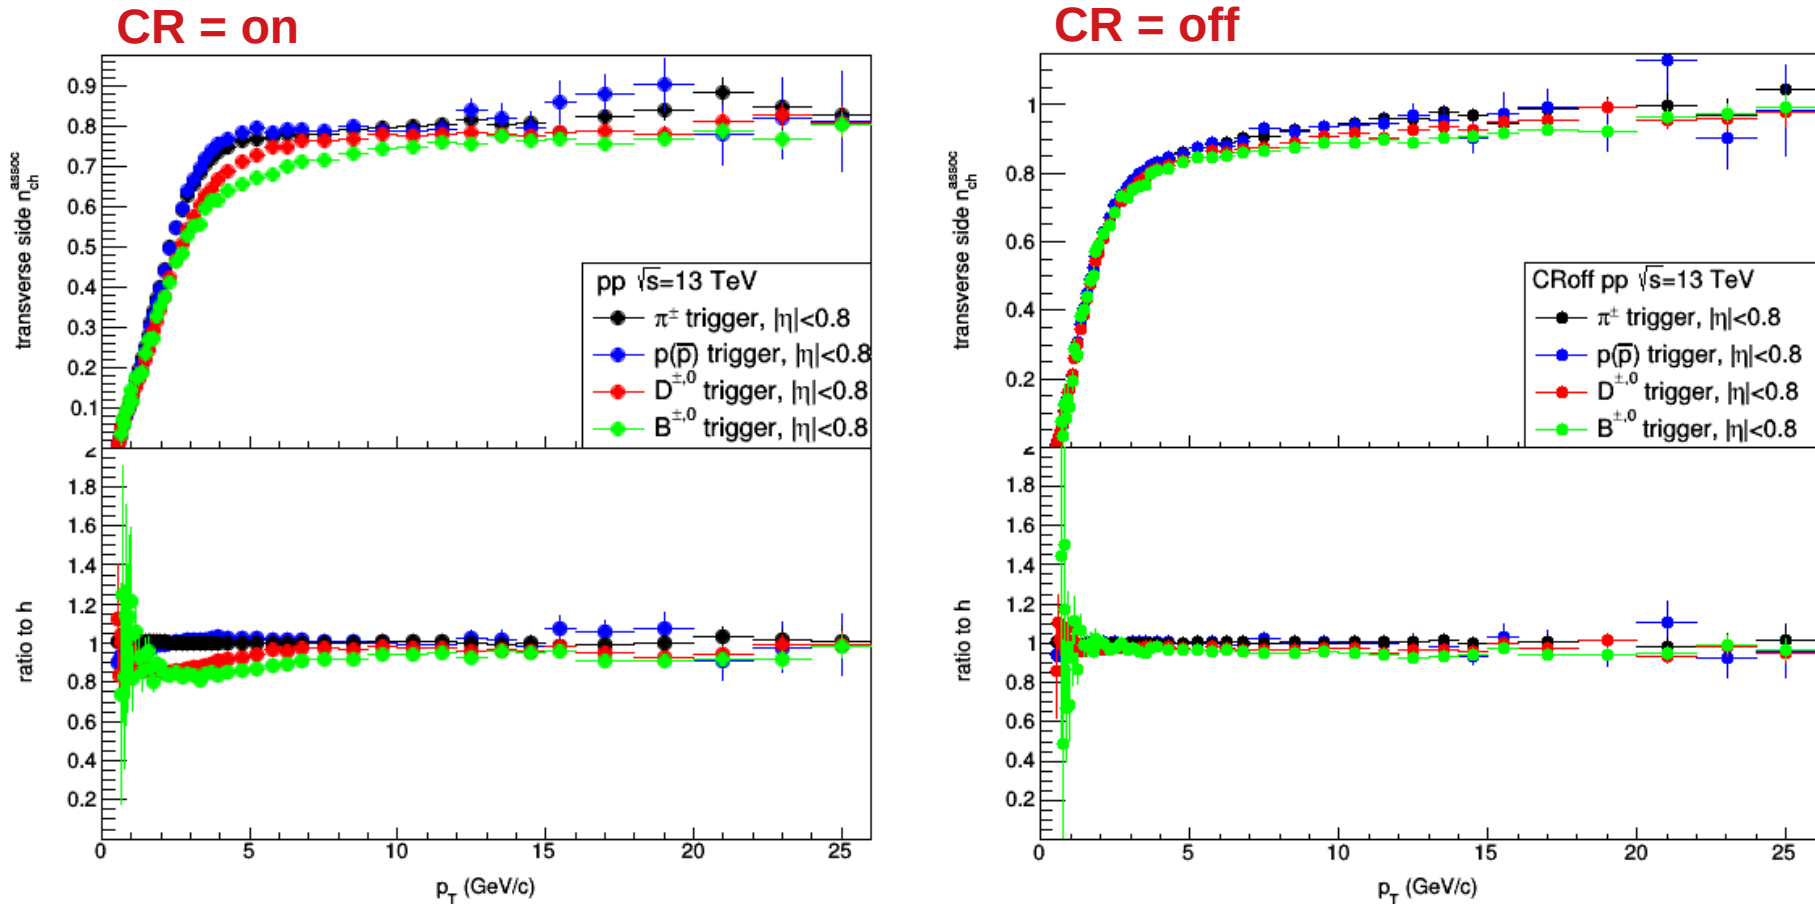 CR = on
CR = off
transverse side n_ch^assoc
0.9
0.8
0.7
0.6
0.5
0.4
0.3
0.2
0.1
pp √s=13 TeV
π± trigger, |η|<0.8
p(p̅) trigger, |η|<0.8
D±,0 trigger, |η|<0.8
B±,0 trigger, |η|<0.8
ratio to h
2
1.8
1.6
1.4
1.2
1
0.8
0.6
0.4
0.2
0 5 10 15 20 25
p_T (GeV/c)
transverse side n_ch^assoc
1
0.8
0.6
0.4
0.2
CRoff pp √s=13 TeV
π± trigger, |η|<0.8
p(p̅) trigger, |η|<0.8
D±,0 trigger, |η|<0.8
B±,0 trigger, |η|<0.8
ratio to h
2
1.8
1.6
1.4
1.2
1
0.8
0.6
0.4
0.2
0 5 10 15 20 25
p_T (GeV/c)